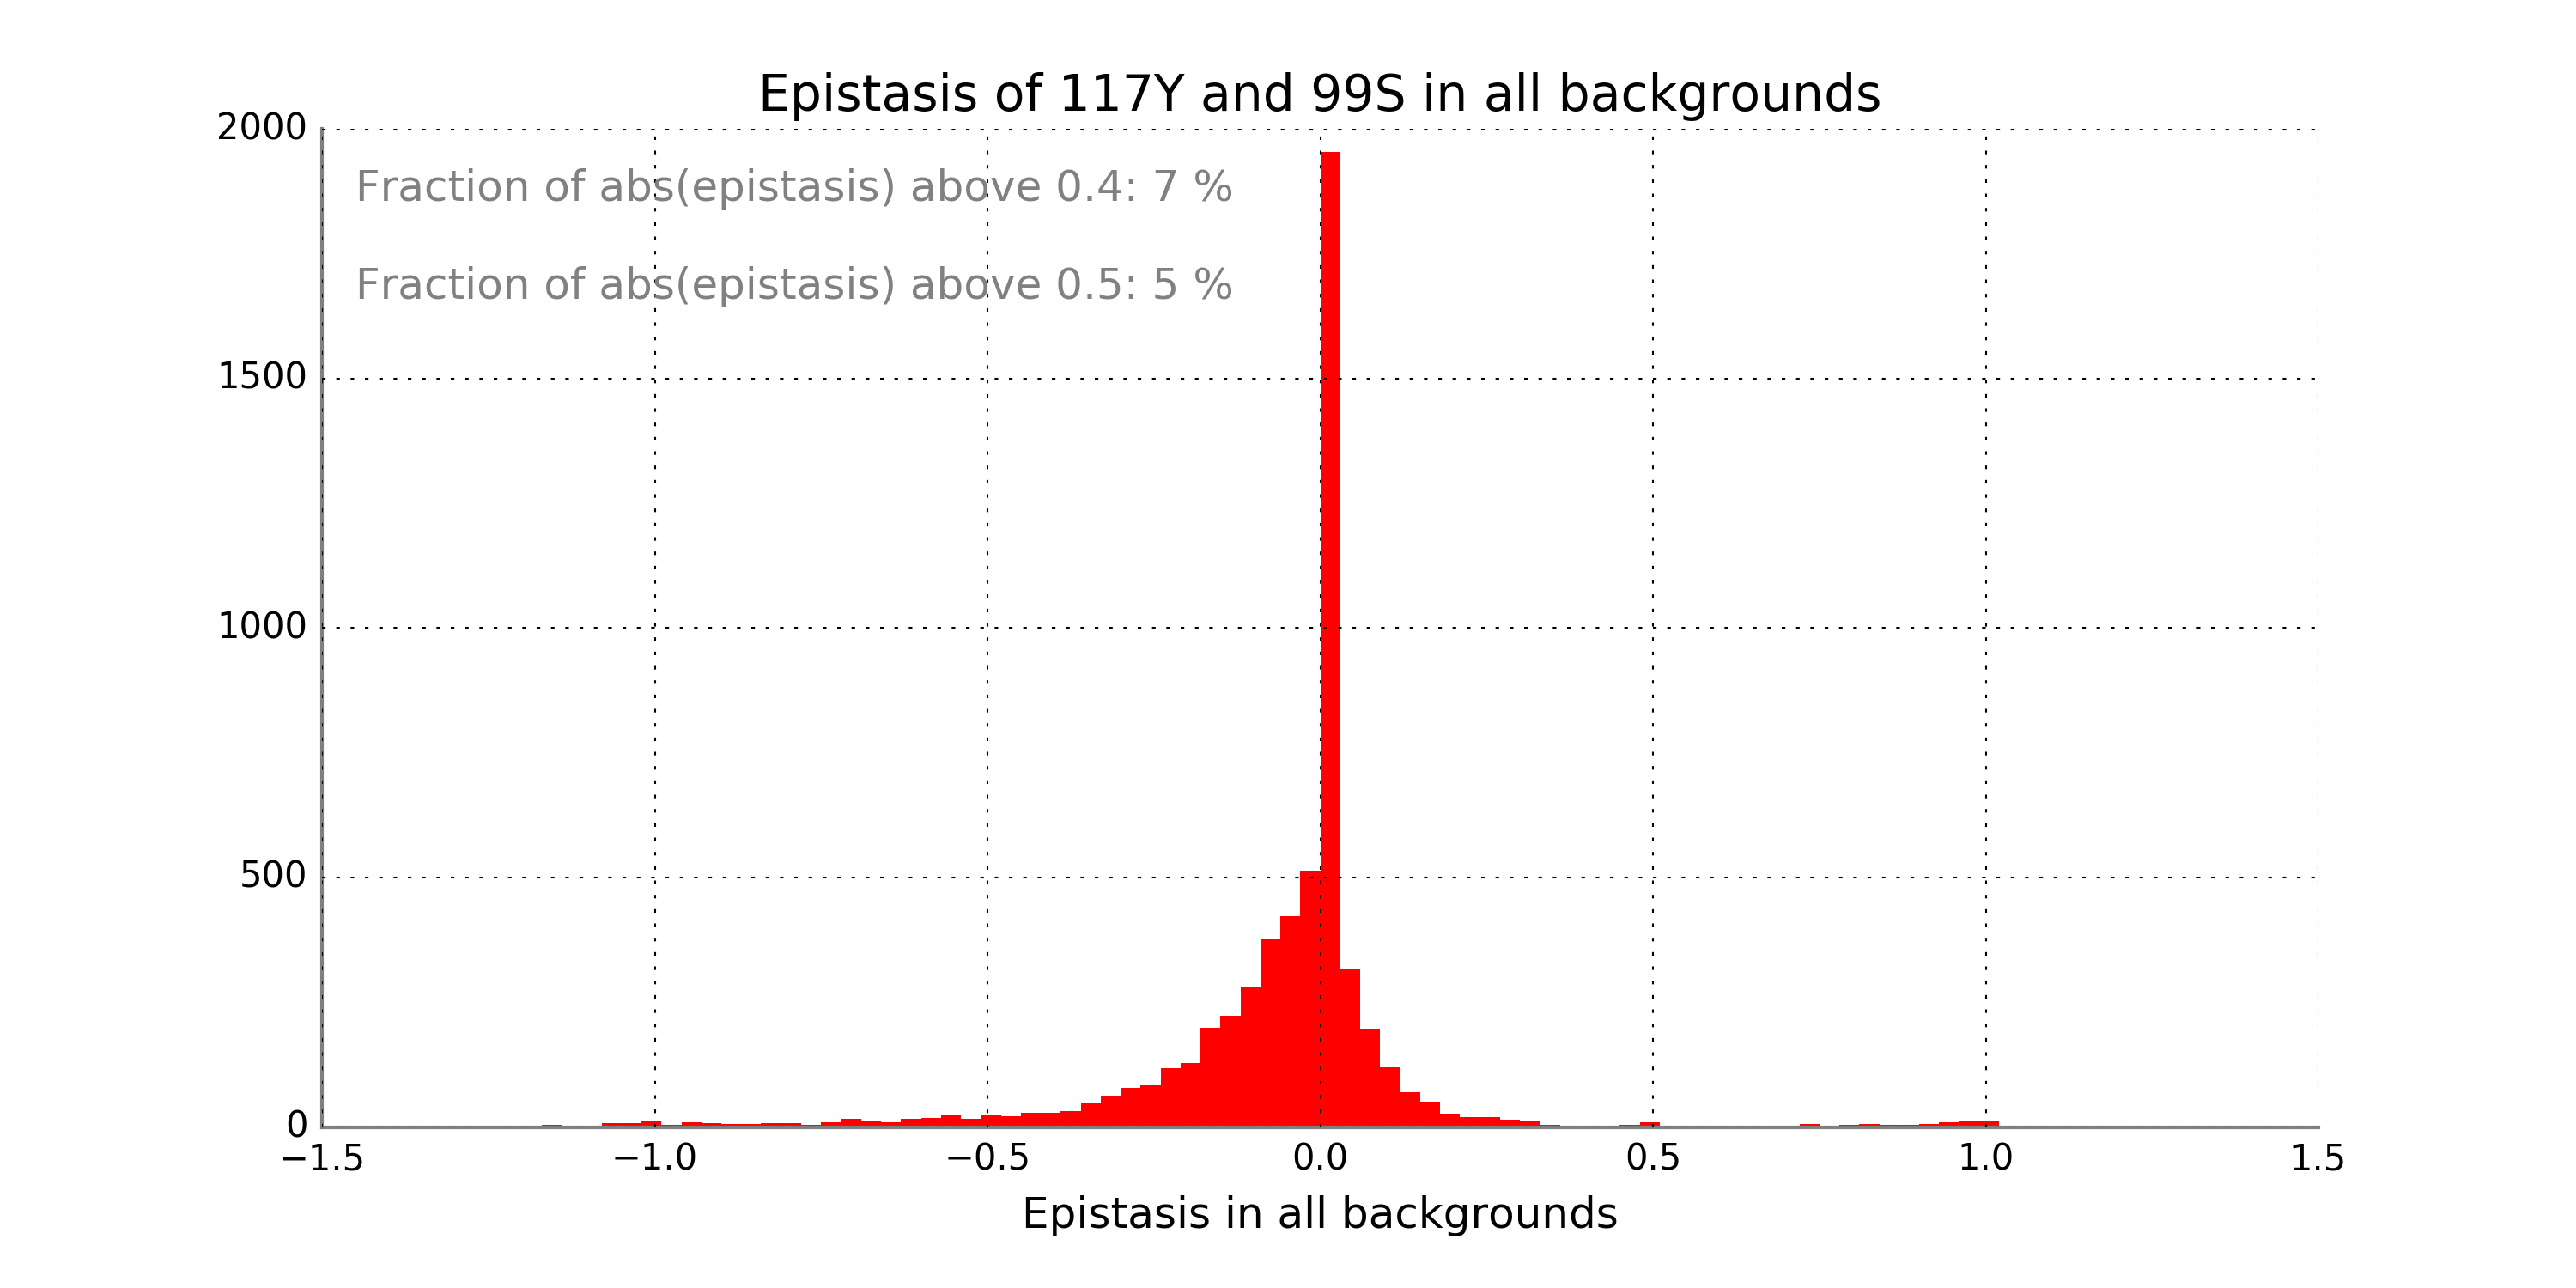 Epistasis of 117Y and 99S in all backgrounds
2000
Fraction of abs(epistasis) above 0.4: 7 %
Fraction of abs(epistasis) above 0.5: 5 %
1500
1000
500
0
−1.5 −1.0 −0.5 0.0 0.5 1.0 1.5
Epistasis in all backgrounds